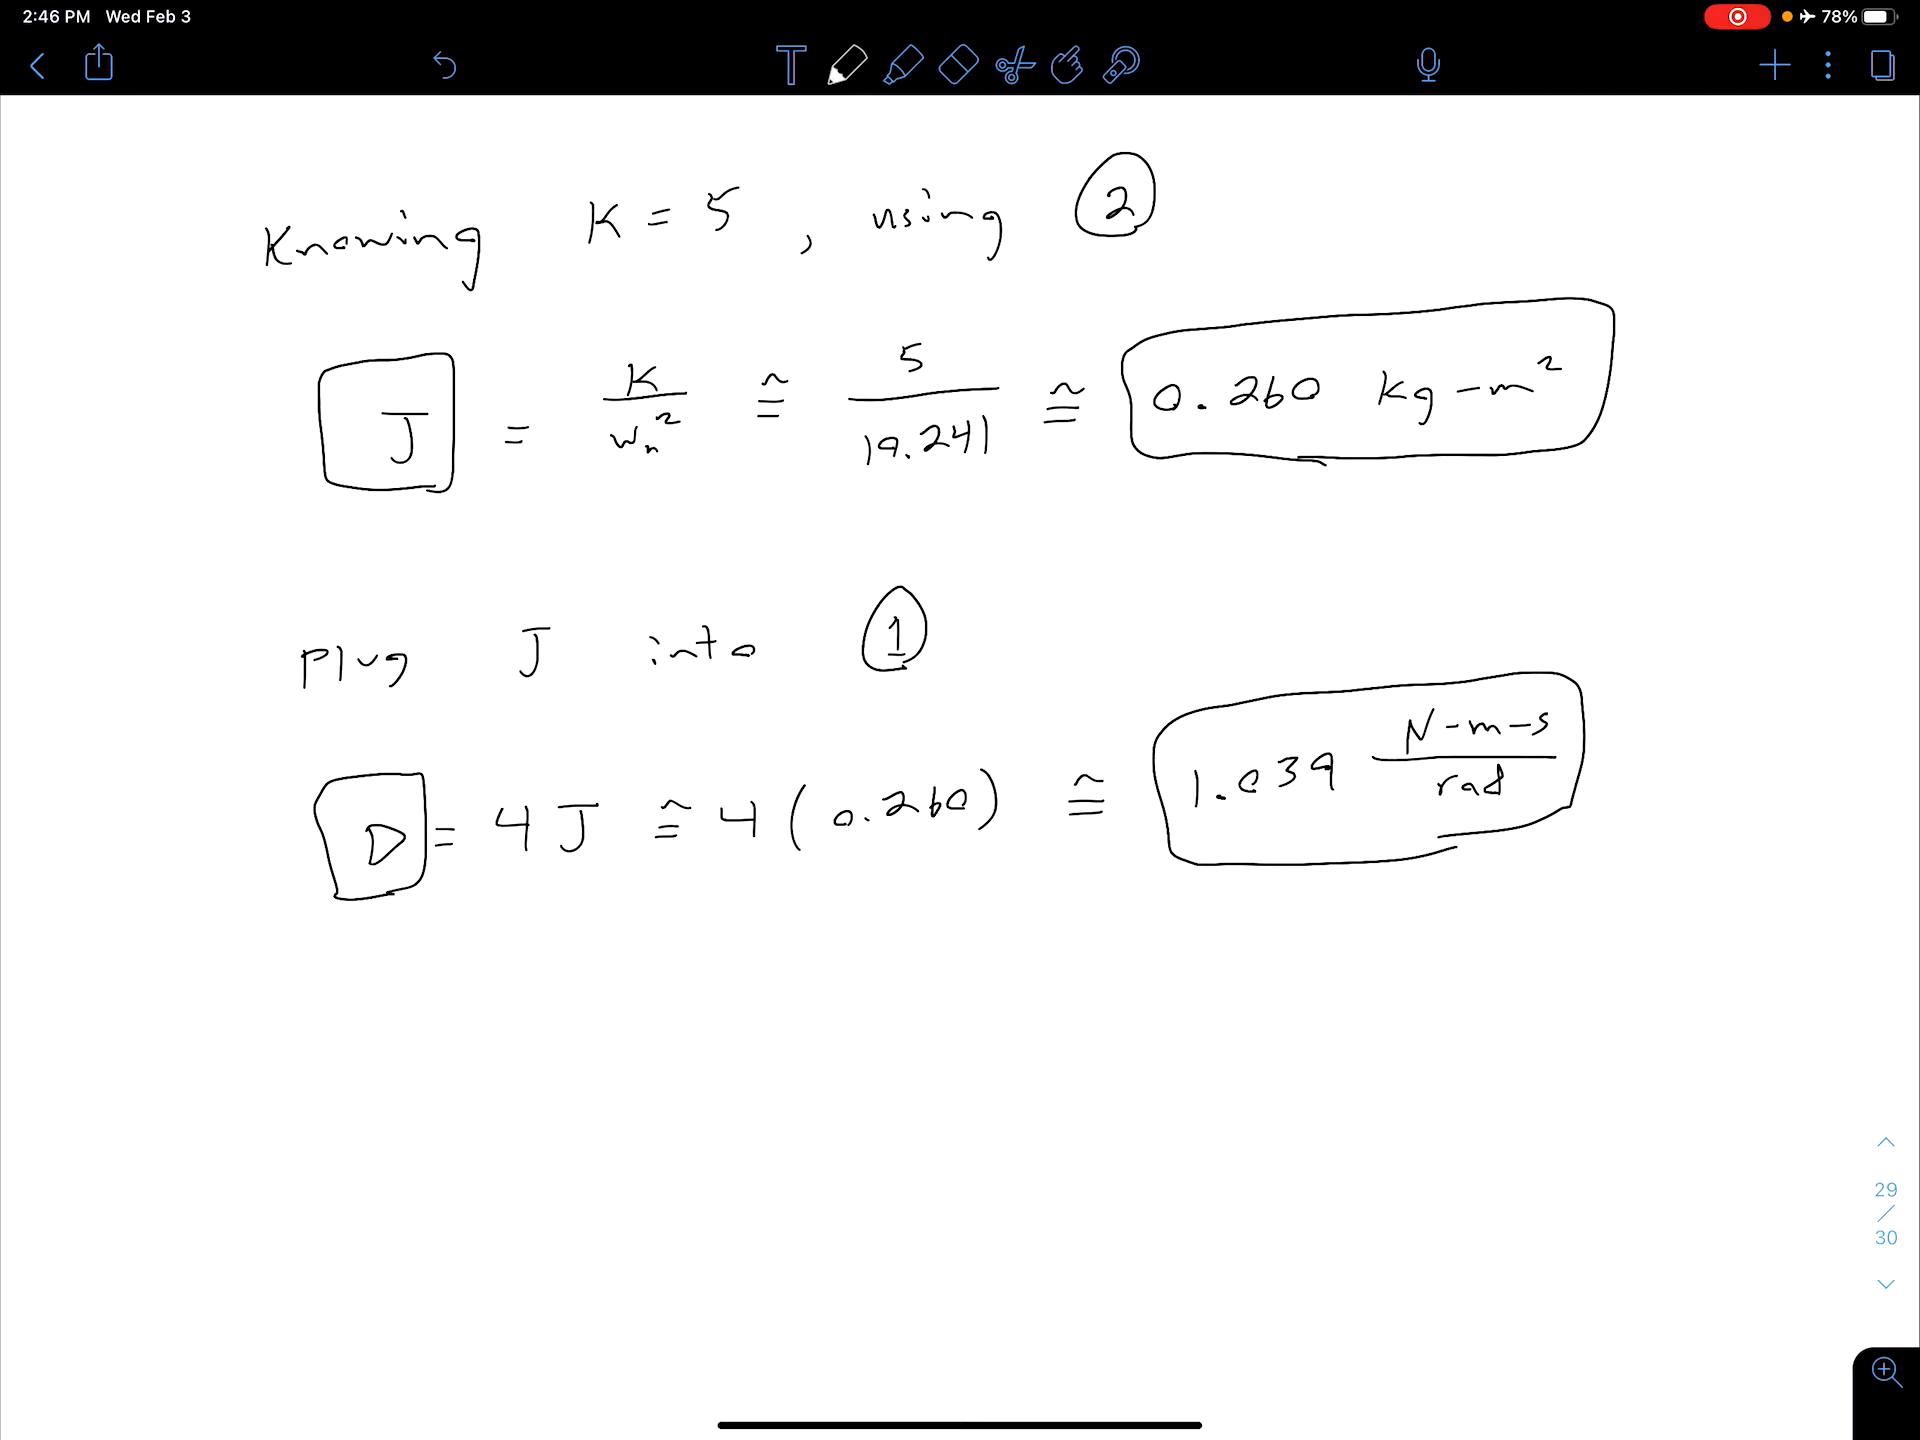 2:46 PM Wed Feb 3 78%
T
Knowing K = 5 , using 2
J = K/ωn² ≅ 5/19.241 ≅ 0.260 kg-m²
Plug J into 1
D = 4J ≅ 4(0.260) ≅ 1.039 N-m-s/rad
29
/
30